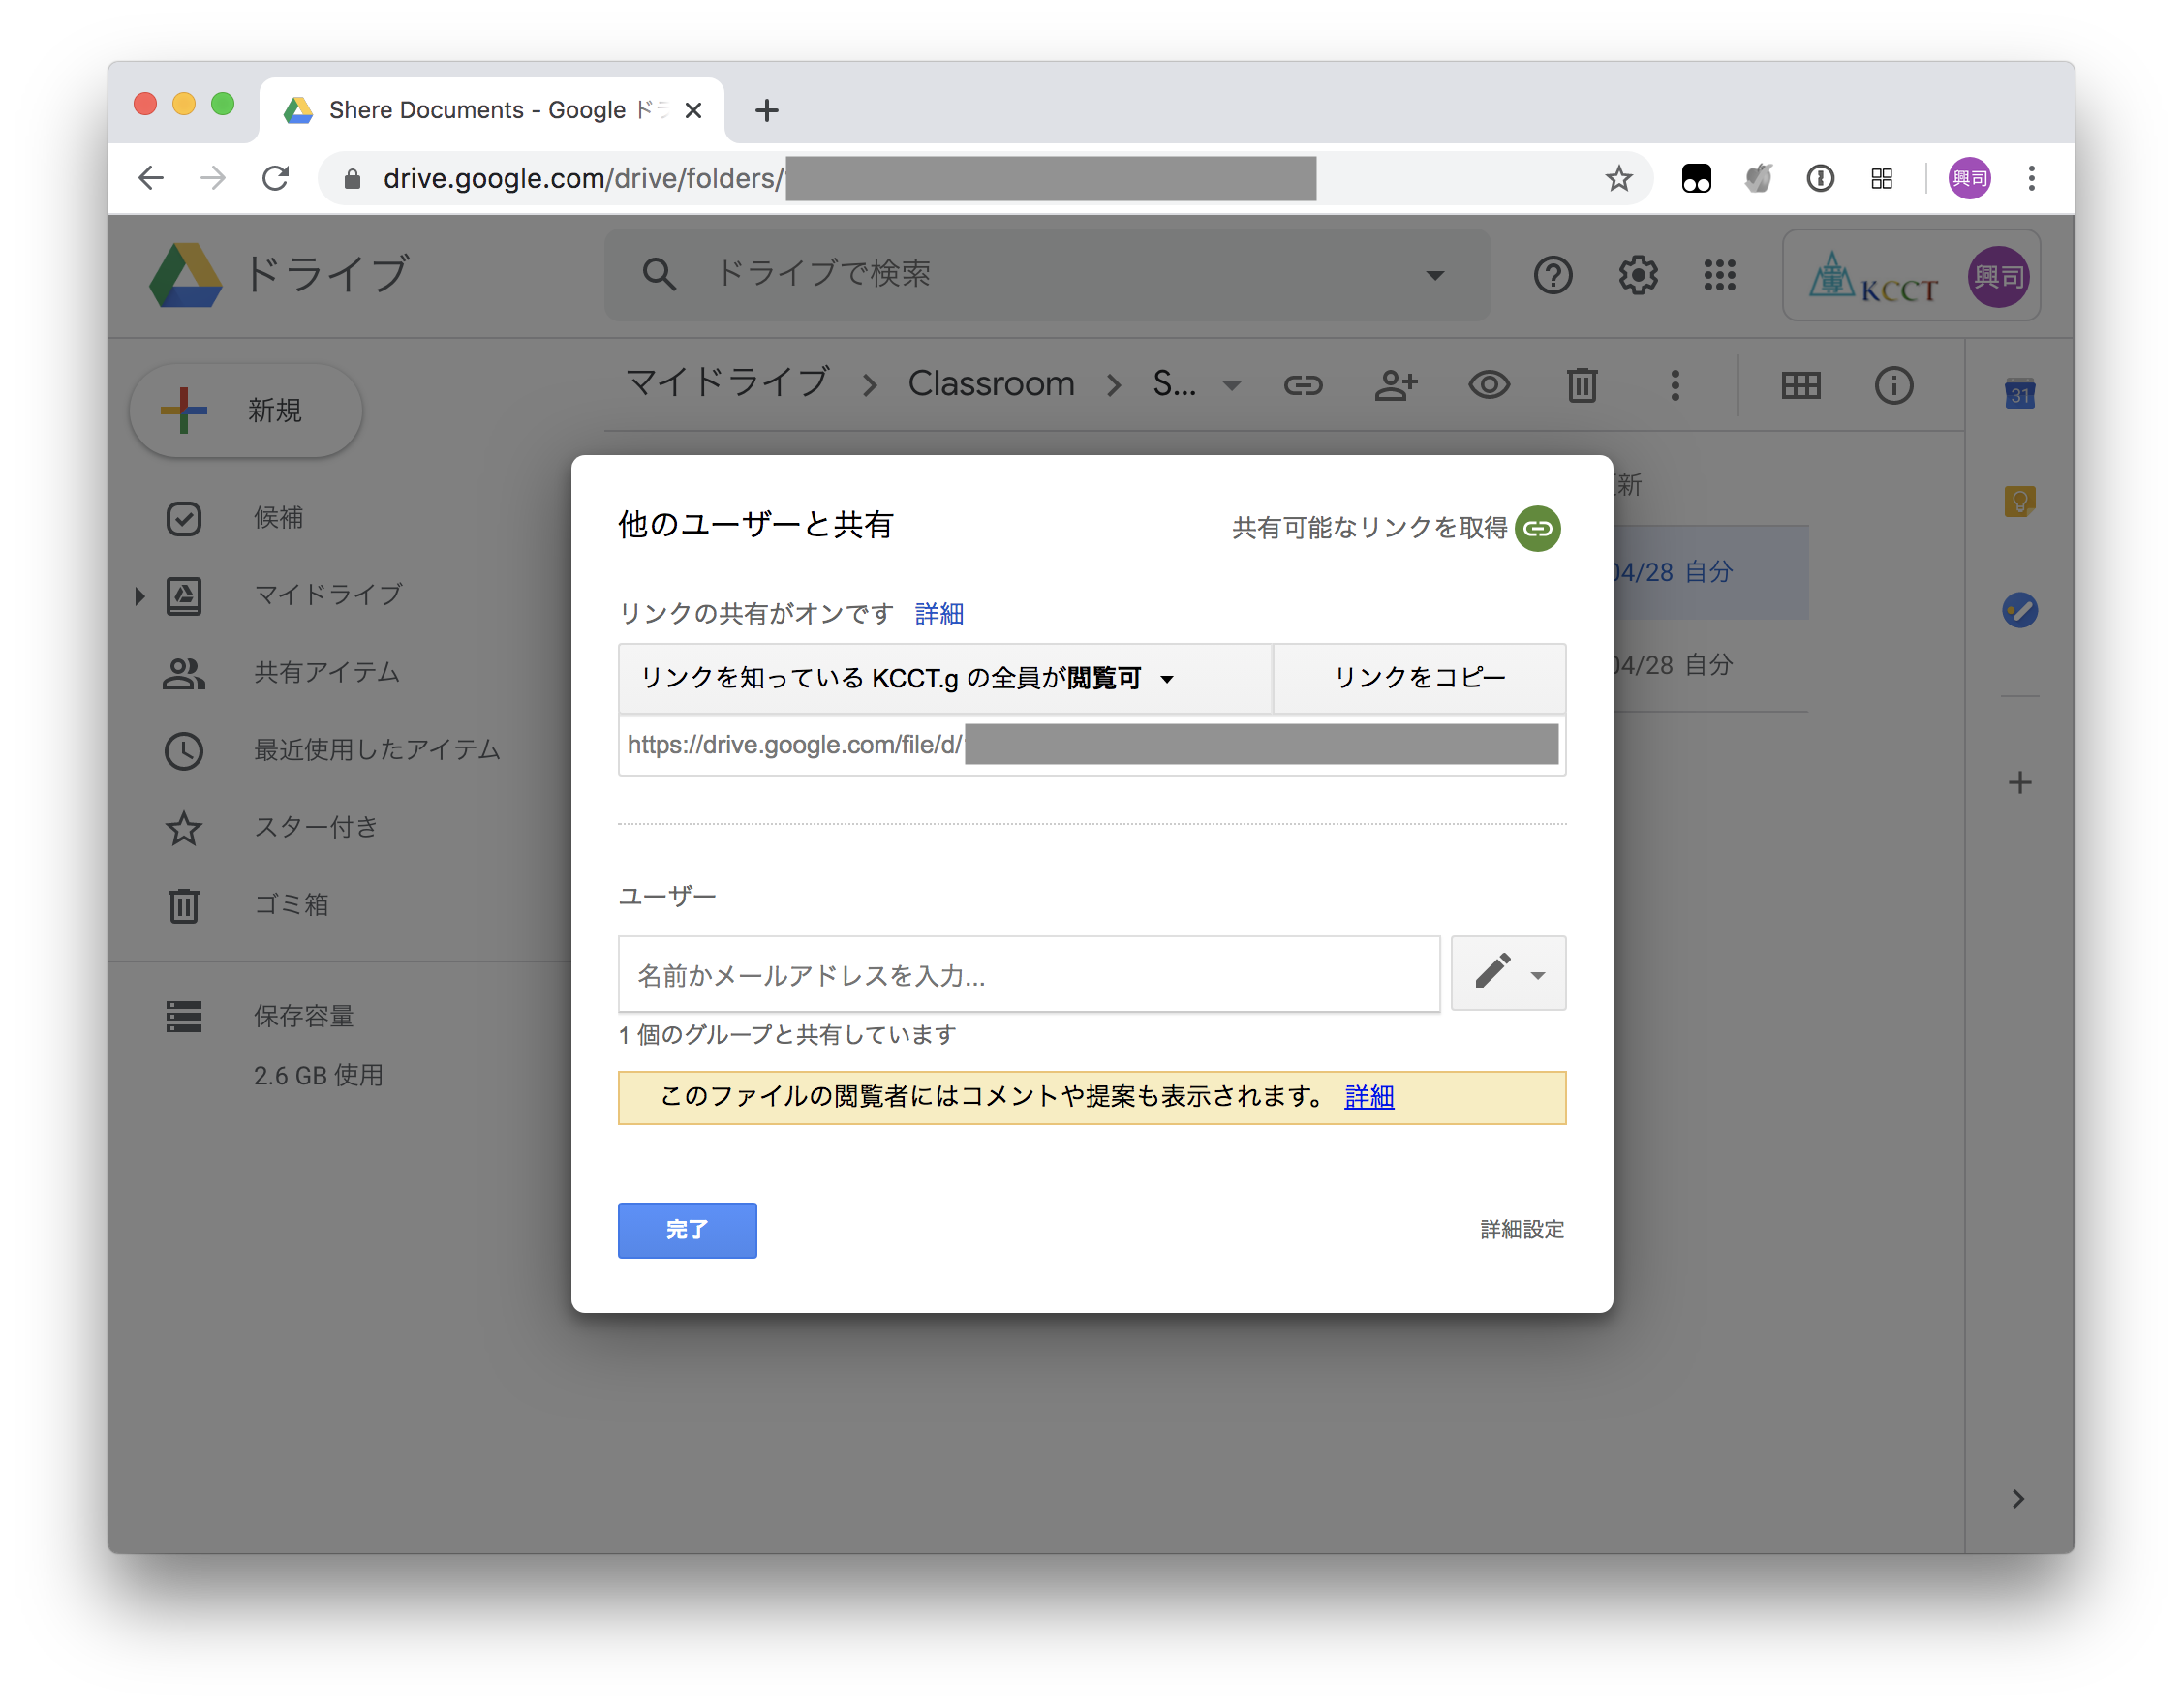 Shere Documents - Google ドラ
drive.google.com/drive/folders/
興司
ドライブ
ドライブで検索
KCCT
興司
新規
マイドライブ > Classroom > S...
31
候補
マイドライブ
共有アイテム
最近使用したアイテム
スター付き
ゴミ箱
保存容量
2.6 GB 使用
新
04/28 自分
04/28 自分
他のユーザーと共有
共有可能なリンクを取得
リンクの共有がオンです 詳細
リンクを知っている KCCT.g の全員が閲覧可
リンクをコピー
https://drive.google.com/file/d/
ユーザー
名前かメールアドレスを入力...
1 個のグループと共有しています
このファイルの閲覧者にはコメントや提案も表示されます。 詳細
完了
詳細設定